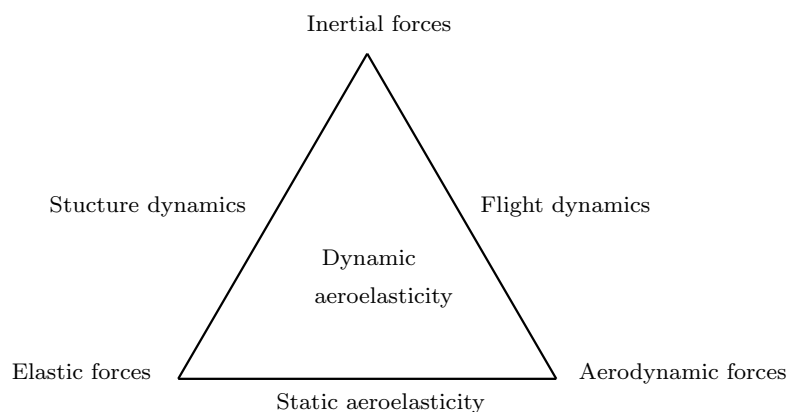 Inertial forces
Stucture dynamics
Flight dynamics
Dynamic
aeroelasticity
Elastic forces
Aerodynamic forces
Static aeroelasticity